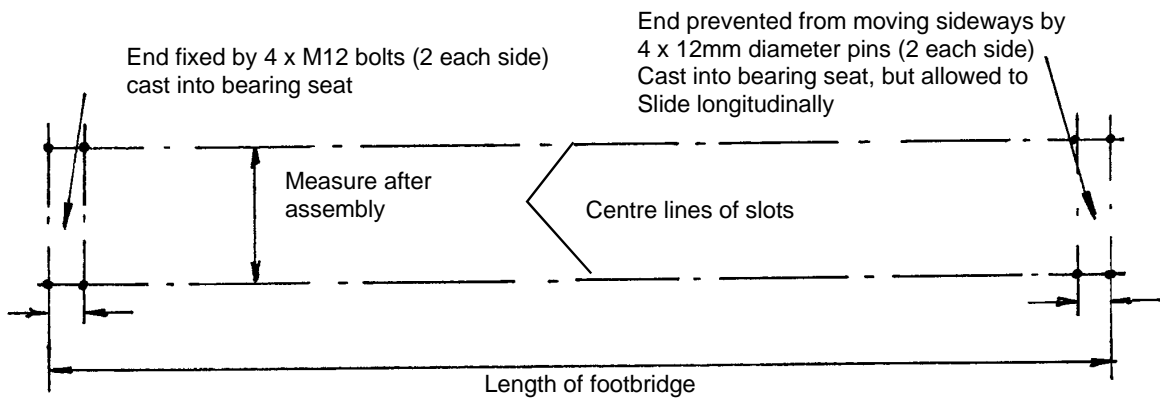 End fixed by 4 x M12 bolts (2 each side)
cast into bearing seat
End prevented from moving sideways by
4 x 12mm diameter pins (2 each side)
Cast into bearing seat, but allowed to
Slide longitudinally
Measure after
assembly
Centre lines of slots
Length of footbridge